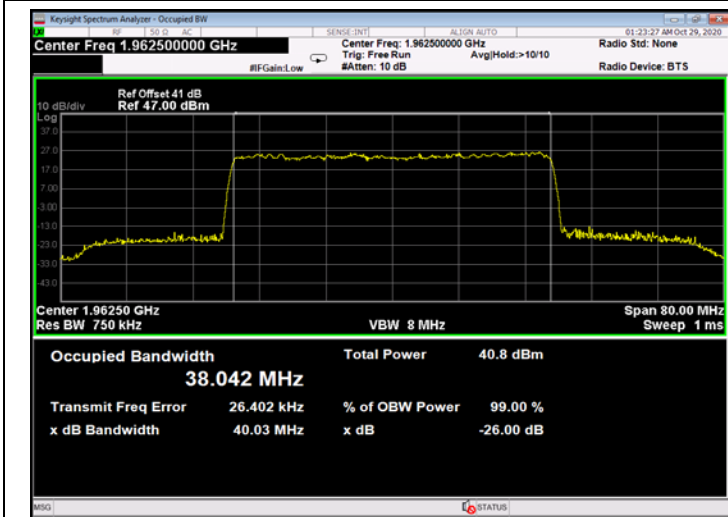 Keysight Spectrum Analyzer - Occupied BW
LXI RF 50 Ω AC SENSE:INT ALIGN AUTO 01:23:27 AM Oct 29, 2020
Center Freq 1.962500000 GHz Center Freq: 1.962500000 GHz Radio Std: None
Trig: Free Run Avg|Hold:>10/10
#IFGain:Low #Atten: 10 dB Radio Device: BTS
Ref Offset 41 dB
10 dB/div Ref 47.00 dBm
Log
37.0
27.0
17.0
7.00
-3.00
-13.0
-23.0
-33.0
-43.0
Center 1.96250 GHz Span 80.00 MHz
Res BW 750 kHz VBW 8 MHz Sweep 1 ms
Occupied Bandwidth Total Power 40.8 dBm
38.042 MHz
Transmit Freq Error 26.402 kHz % of OBW Power 99.00 %
x dB Bandwidth 40.03 MHz x dB -26.00 dB
MSG STATUS